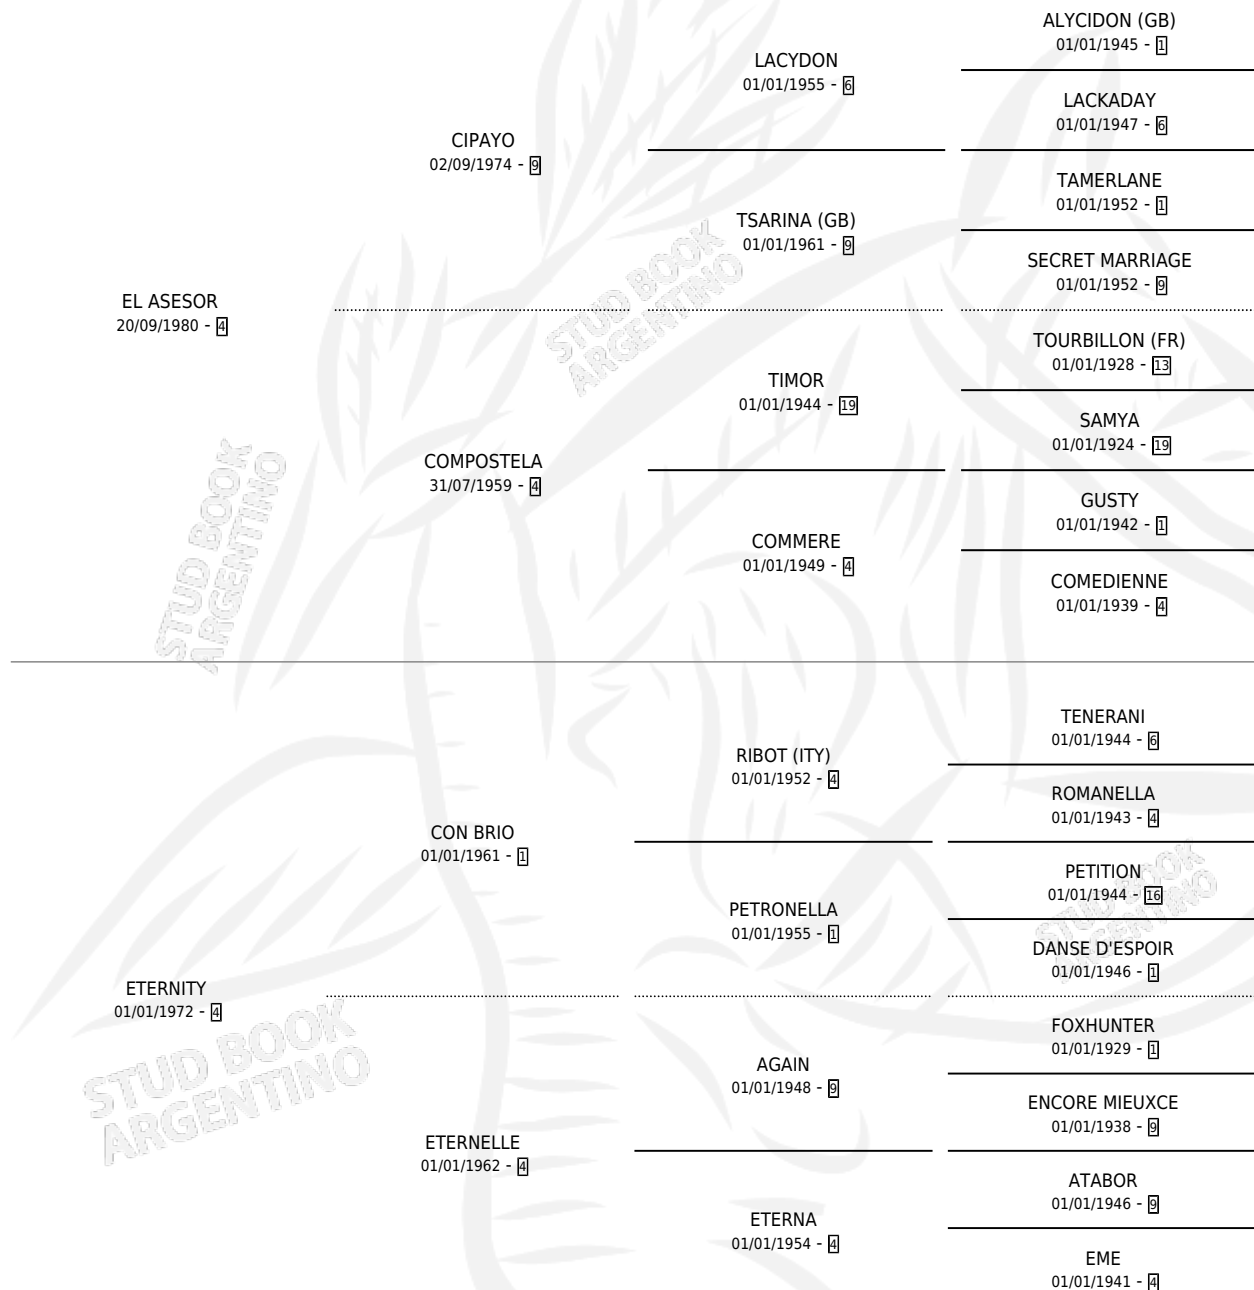 EL ASESOR
20/09/1980 - 4
CIPAYO
02/09/1974 - 9
LACYDON
01/01/1955 - 6
ALYCIDON (GB)
01/01/1945 - 1
LACKADAY
01/01/1947 - 6
TSARINA (GB)
01/01/1961 - 9
TAMERLANE
01/01/1952 - 1
SECRET MARRIAGE
01/01/1952 - 9
COMPOSTELA
31/07/1959 - 4
TIMOR
01/01/1944 - 19
TOURBILLON (FR)
01/01/1928 - 13
SAMYA
01/01/1924 - 19
COMMERE
01/01/1949 - 4
GUSTY
01/01/1942 - 1
COMEDIENNE
01/01/1939 - 4
ETERNITY
01/01/1972 - 4
CON BRIO
01/01/1961 - 1
RIBOT (ITY)
01/01/1952 - 4
TENERANI
01/01/1944 - 6
ROMANELLA
01/01/1943 - 4
PETRONELLA
01/01/1955 - 1
PETITION
01/01/1944 - 16
DANSE D'ESPOIR
01/01/1946 - 1
ETERNELLE
01/01/1962 - 4
AGAIN
01/01/1948 - 9
FOXHUNTER
01/01/1929 - 1
ENCORE MIEUXCE
01/01/1938 - 9
ETERNA
01/01/1954 - 4
ATABOR
01/01/1946 - 9
EME
01/01/1941 - 4
STUD BOOK
ARGENTINO
STUD BOOK
ARGENTINO
STUD BOOK
ARGENTINO
STUD BOOK
ARGENTINO